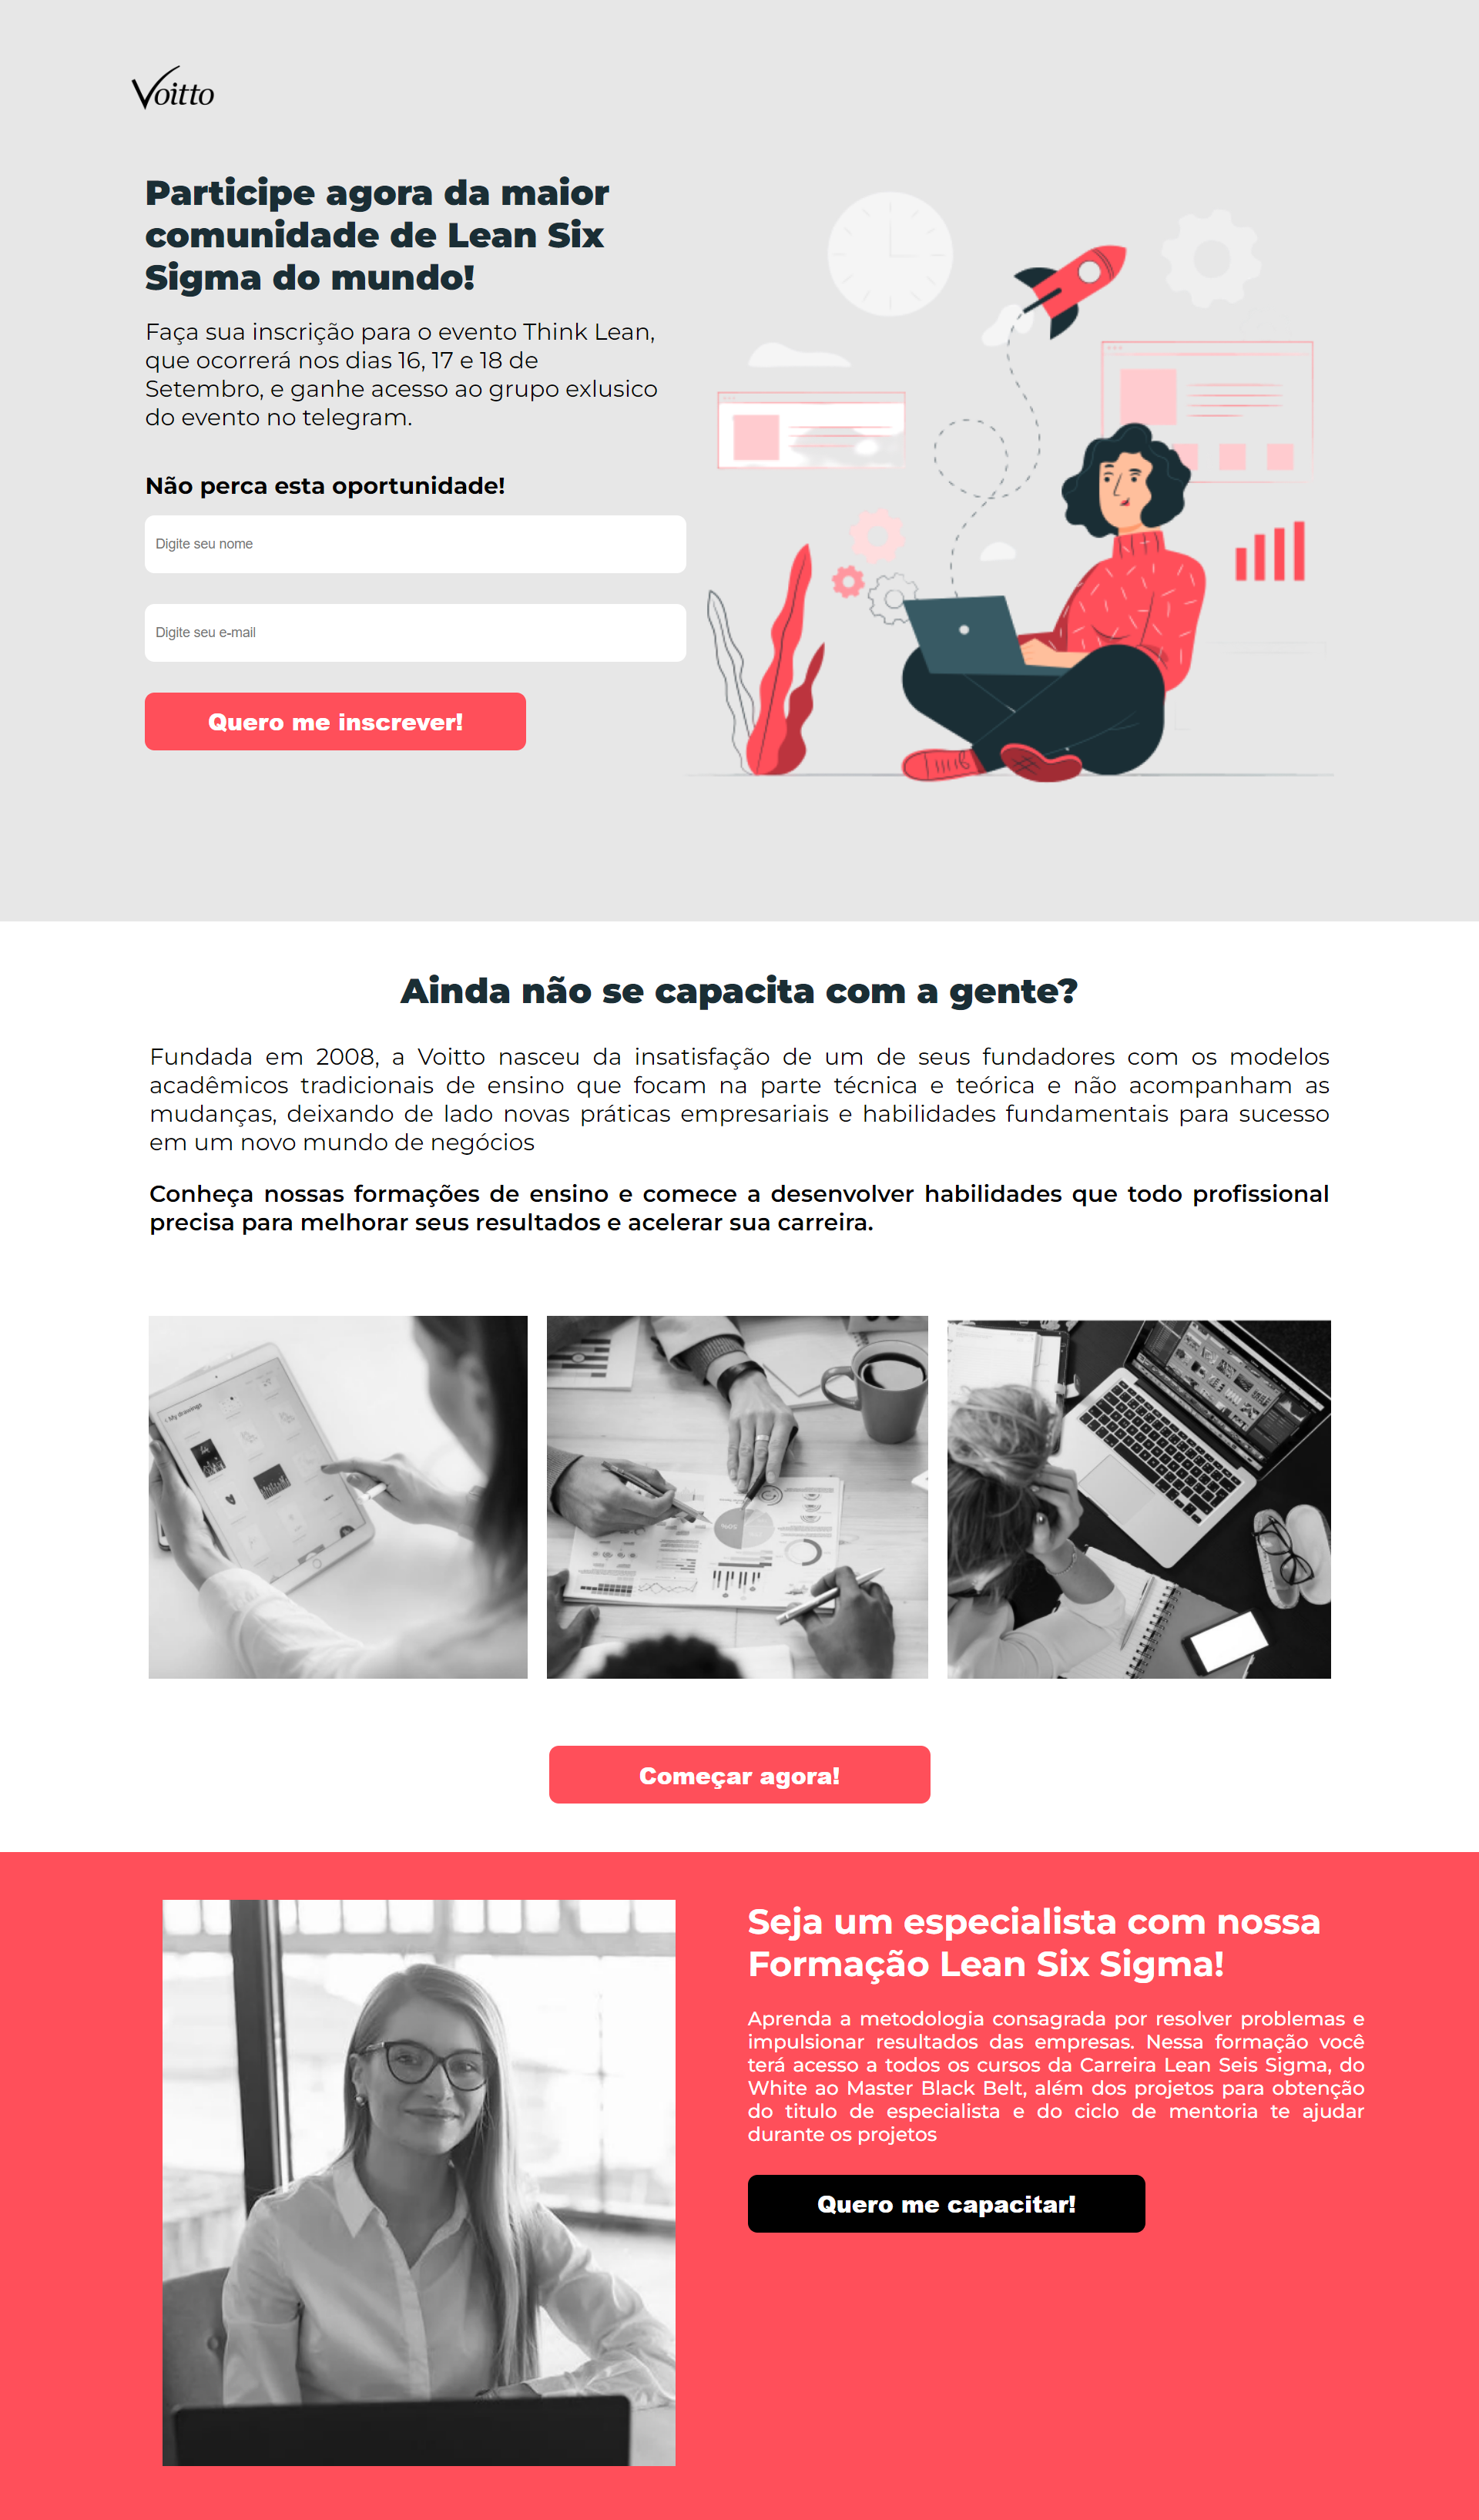 Voitto
Participe agora da maior
comunidade de Lean Six
Sigma do mundo!
Faça sua inscrição para o evento Think Lean,
que ocorrerá nos dias 16, 17 e 18 de
Setembro, e ganhe acesso ao grupo exlusico
do evento no telegram.
Não perca esta oportunidade!
Digite seu nome
Digite seu e-mail
Quero me inscrever!
Ainda não se capacita com a gente?
Fundada em 2008, a Voitto nasceu da insatisfação de um de seus fundadores com os modelos
acadêmicos tradicionais de ensino que focam na parte técnica e teórica e não acompanham as
mudanças, deixando de lado novas práticas empresariais e habilidades fundamentais para sucesso
em um novo mundo de negócios
Conheça nossas formações de ensino e comece a desenvolver habilidades que todo profissional
precisa para melhorar seus resultados e acelerar sua carreira.
My drawings
Começar agora!
Seja um especialista com nossa
Formação Lean Six Sigma!
Aprenda a metodologia consagrada por resolver problemas e
impulsionar resultados das empresas. Nessa formação você
terá acesso a todos os cursos da Carreira Lean Seis Sigma, do
White ao Master Black Belt, além dos projetos para obtenção
do titulo de especialista e do ciclo de mentoria te ajudar
durante os projetos
Quero me capacitar!